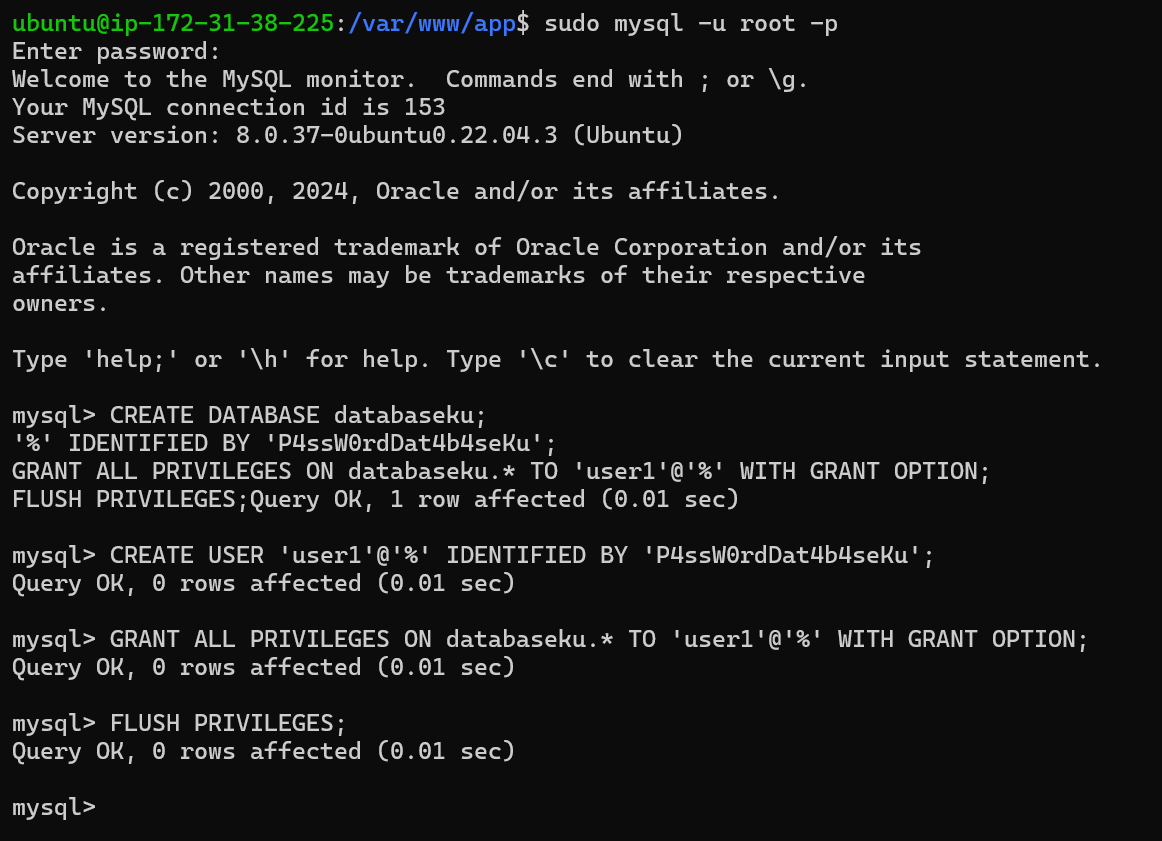 ubuntu@ip-172-31-38-225:/var/www/app$ sudo mysql -u root -p
Enter password:
Welcome to the MySQL monitor.  Commands end with ; or \g.
Your MySQL connection id is 153
Server version: 8.0.37-0ubuntu0.22.04.3 (Ubuntu)

Copyright (c) 2000, 2024, Oracle and/or its affiliates.

Oracle is a registered trademark of Oracle Corporation and/or its
affiliates. Other names may be trademarks of their respective
owners.

Type 'help;' or '\h' for help. Type '\c' to clear the current input statement.

mysql> CREATE DATABASE databaseku;
'%' IDENTIFIED BY 'P4ssW0rdDat4b4seKu';
GRANT ALL PRIVILEGES ON databaseku.* TO 'user1'@'%' WITH GRANT OPTION;
FLUSH PRIVILEGES;Query OK, 1 row affected (0.01 sec)

mysql> CREATE USER 'user1'@'%' IDENTIFIED BY 'P4ssW0rdDat4b4seKu';
Query OK, 0 rows affected (0.01 sec)

mysql> GRANT ALL PRIVILEGES ON databaseku.* TO 'user1'@'%' WITH GRANT OPTION;
Query OK, 0 rows affected (0.01 sec)

mysql> FLUSH PRIVILEGES;
Query OK, 0 rows affected (0.01 sec)

mysql>